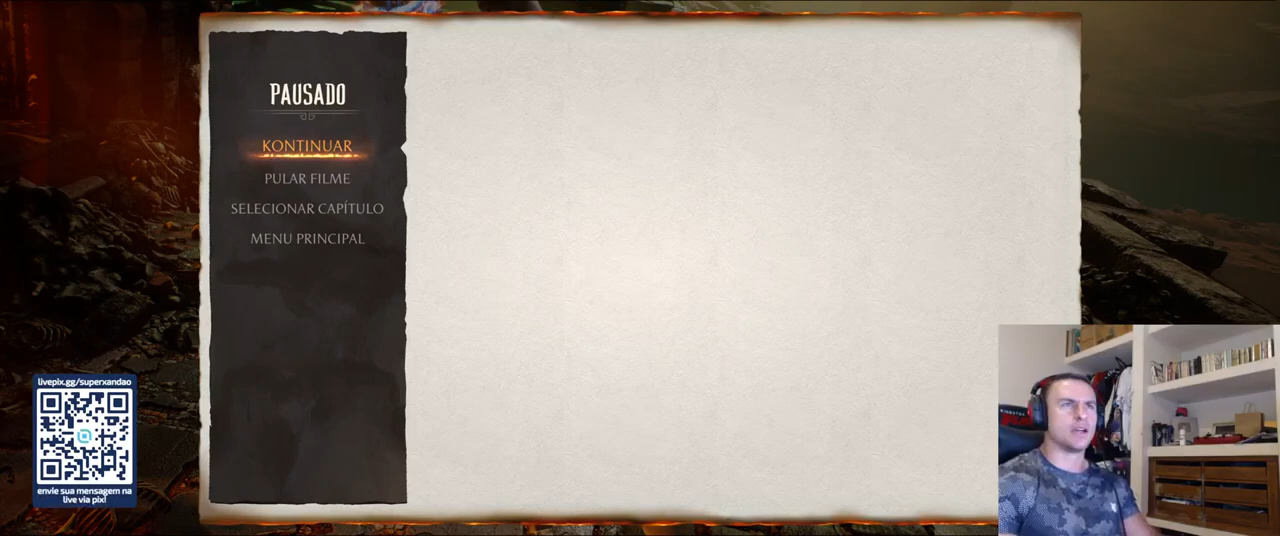 PAUSADO
KONTINUAR
PULAR FILME
SELECIONAR CAPÍTULO
MENU PRINCIPAL
livepix.gg/superxandao
envie sua mensagem na
live via pix!